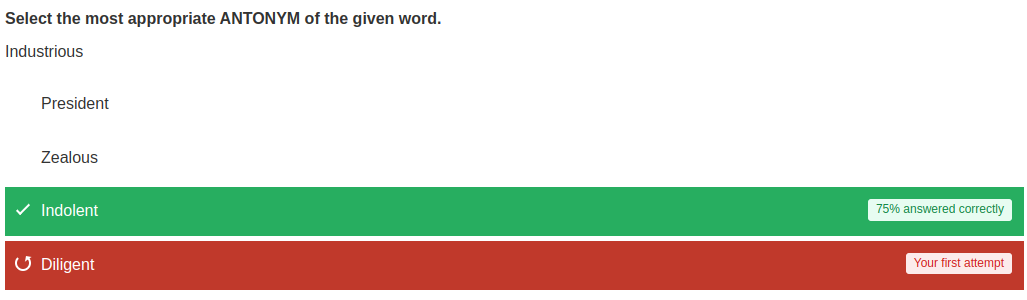 Select the most appropriate ANTONYM of the given word.
Industrious
President
Zealous
Indolent 75% answered correctly
Diligent Your first attempt